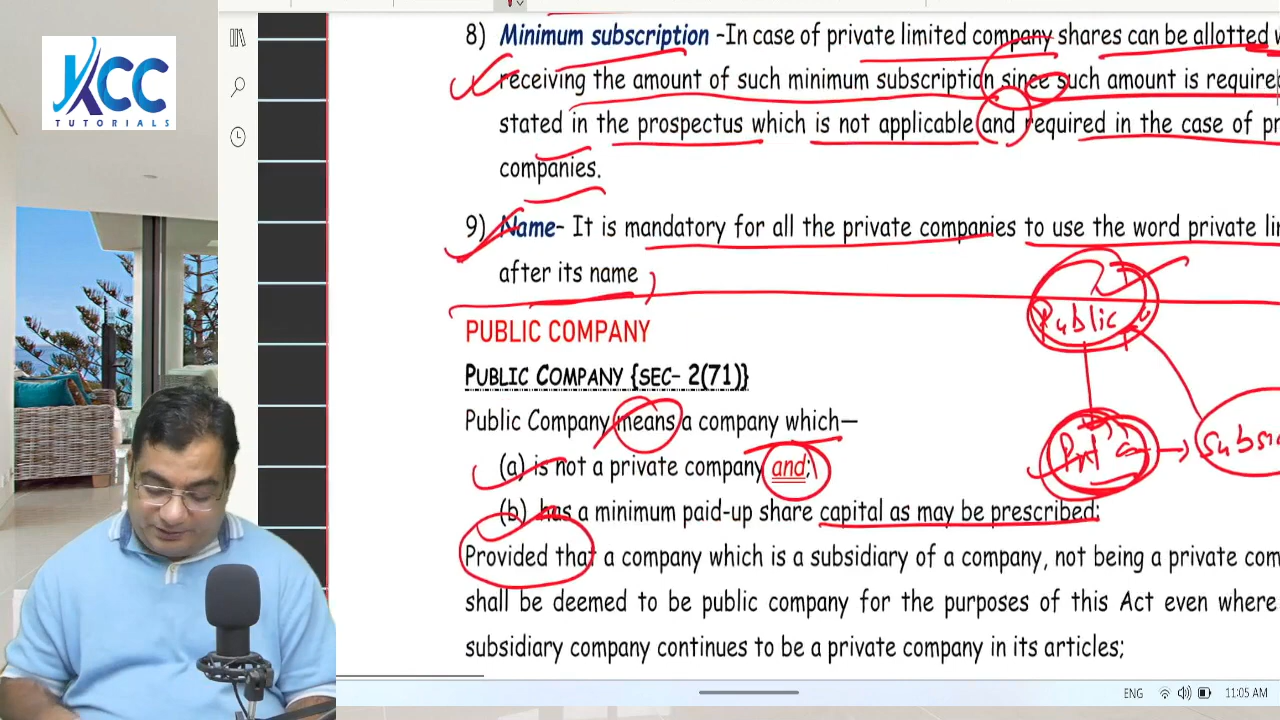 KCC
TUTORIALS
8) Minimum subscription -In case of private limited company shares can be allotted
receiving the amount of such minimum subscription since such amount is require
stated in the prospectus which is not applicable and required in the case of pr
companies.
9) Name- It is mandatory for all the private companies to use the word private li
after its name
Public
PUBLIC COMPANY
PUBLIC COMPANY {SEC- 2(71)}
Public Company means a company which—
Pvt co
(a) is not a private company and;
(b) has a minimum paid-up share capital as may be prescribed:
Provided that a company which is a subsidiary of a company, not being a private com
shall be deemed to be public company for the purposes of this Act even where
subsidiary company continues to be a private company in its articles;
ENG 11:05 AM